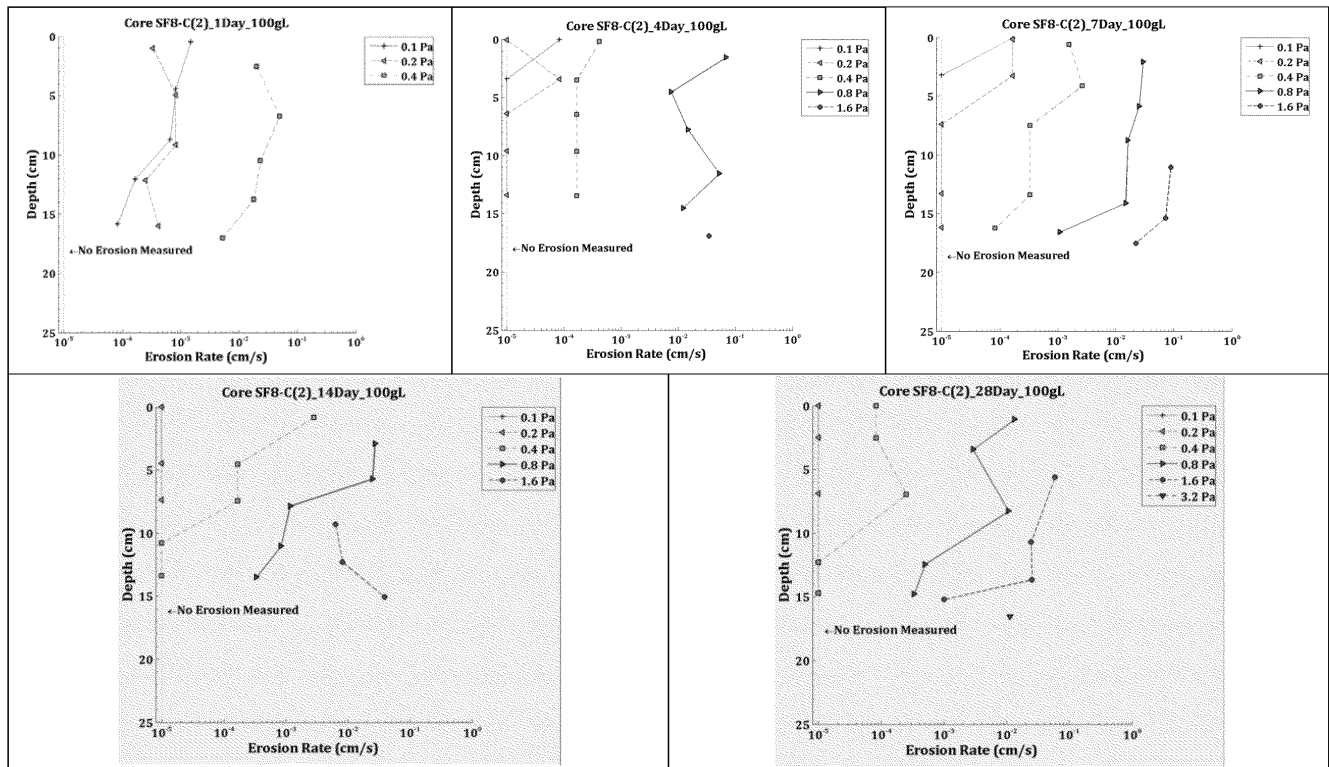 Core SF8-C(2)_1Day_100gL
0
5
10
15
20
25
Depth (cm)
0.1 Pa
0.2 Pa
0.4 Pa
←No Erosion Measured
10⁻⁵ 10⁻⁴ 10⁻³ 10⁻² 10⁻¹ 10⁰
Erosion Rate (cm/s)
Core SF8-C(2)_4Day_100gL
0
5
10
15
20
25
Depth (cm)
0.1 Pa
0.2 Pa
0.4 Pa
0.8 Pa
1.6 Pa
←No Erosion Measured
10⁻⁵ 10⁻⁴ 10⁻³ 10⁻² 10⁻¹ 10⁰
Erosion Rate (cm/s)
Core SF8-C(2)_7Day_100gL
0
5
10
15
20
25
Depth (cm)
0.1 Pa
0.2 Pa
0.4 Pa
0.8 Pa
1.6 Pa
←No Erosion Measured
10⁻⁵ 10⁻⁴ 10⁻³ 10⁻² 10⁻¹ 10⁰
Erosion Rate (cm/s)
Core SF8-C(2)_14Day_100gL
0
5
10
15
20
25
Depth (cm)
0.1 Pa
0.2 Pa
0.4 Pa
0.8 Pa
1.6 Pa
←No Erosion Measured
10⁻⁵ 10⁻⁴ 10⁻³ 10⁻² 10⁻¹ 10⁰
Erosion Rate (cm/s)
Core SF8-C(2)_28Day_100gL
0
5
10
15
20
25
Depth (cm)
0.1 Pa
0.2 Pa
0.4 Pa
0.8 Pa
1.6 Pa
3.2 Pa
←No Erosion Measured
10⁻⁵ 10⁻⁴ 10⁻³ 10⁻² 10⁻¹ 10⁰
Erosion Rate (cm/s)